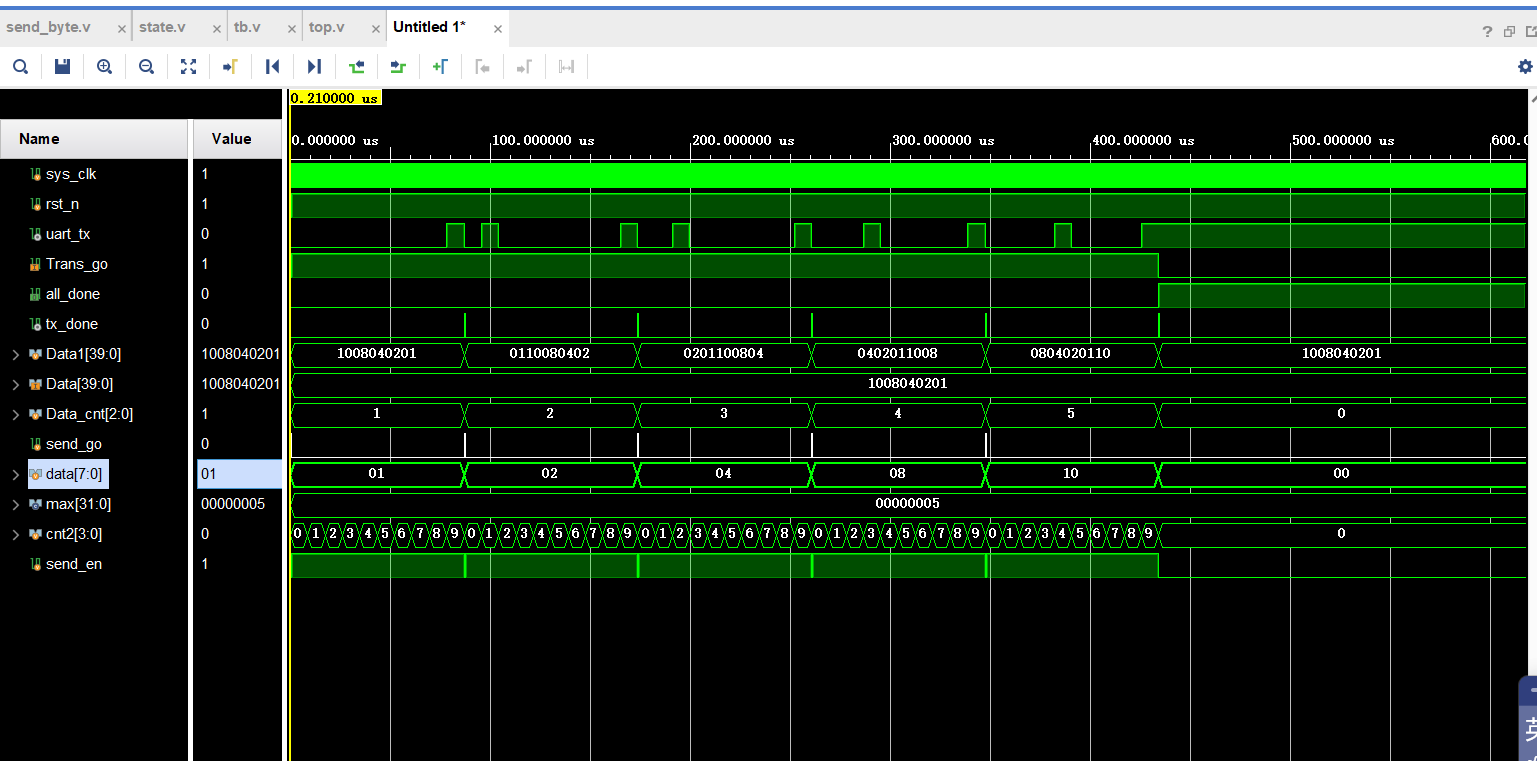 send_byte.v × state.v × tb.v × top.v × Untitled 1* ×
?
0.210000 us
0.000000 us 100.000000 us 200.000000 us 300.000000 us 400.000000 us 500.000000 us 600.0
Name Value
sys_clk 1
rst_n 1
uart_tx 0
Trans_go 1
all_done 0
tx_done 0
Data1[39:0] 1008040201 1008040201 0110080402 0201100804 0402011008 0804020110 1008040201
Data[39:0] 1008040201 1008040201
Data_cnt[2:0] 1 1 2 3 4 5 0
send_go 0
data[7:0] 01 01 02 04 08 10 00
max[31:0] 00000005 00000005
cnt2[3:0] 0 0 1 2 3 4 5 6 7 8 9 0 1 2 3 4 5 6 7 8 9 0 1 2 3 4 5 6 7 8 9 0 1 2 3 4 5 6 7 8 9 0 1 2 3 4 5 6 7 8 9 0
send_en 1
英